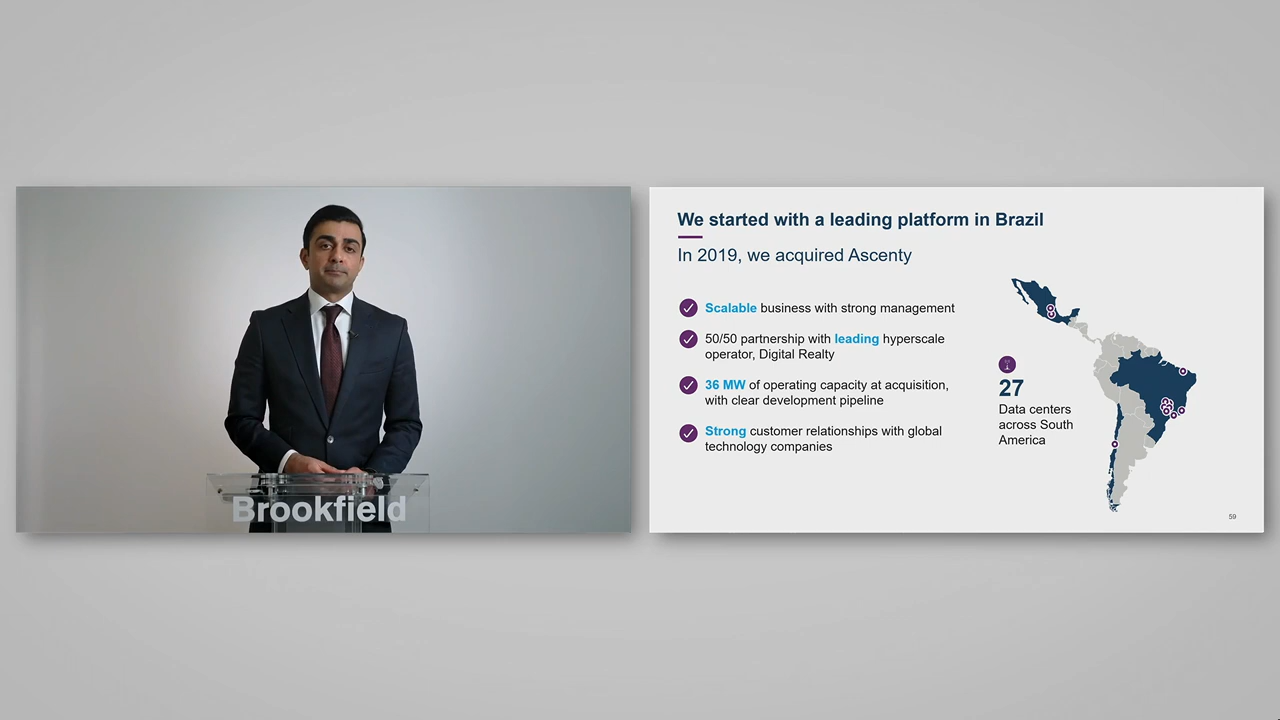 Brookfield
We started with a leading platform in Brazil
In 2019, we acquired Ascenty
Scalable business with strong management
50/50 partnership with leading hyperscale
operator, Digital Realty
36 MW of operating capacity at acquisition,
with clear development pipeline
Strong customer relationships with global
technology companies
27
Data centers
across South
America
59